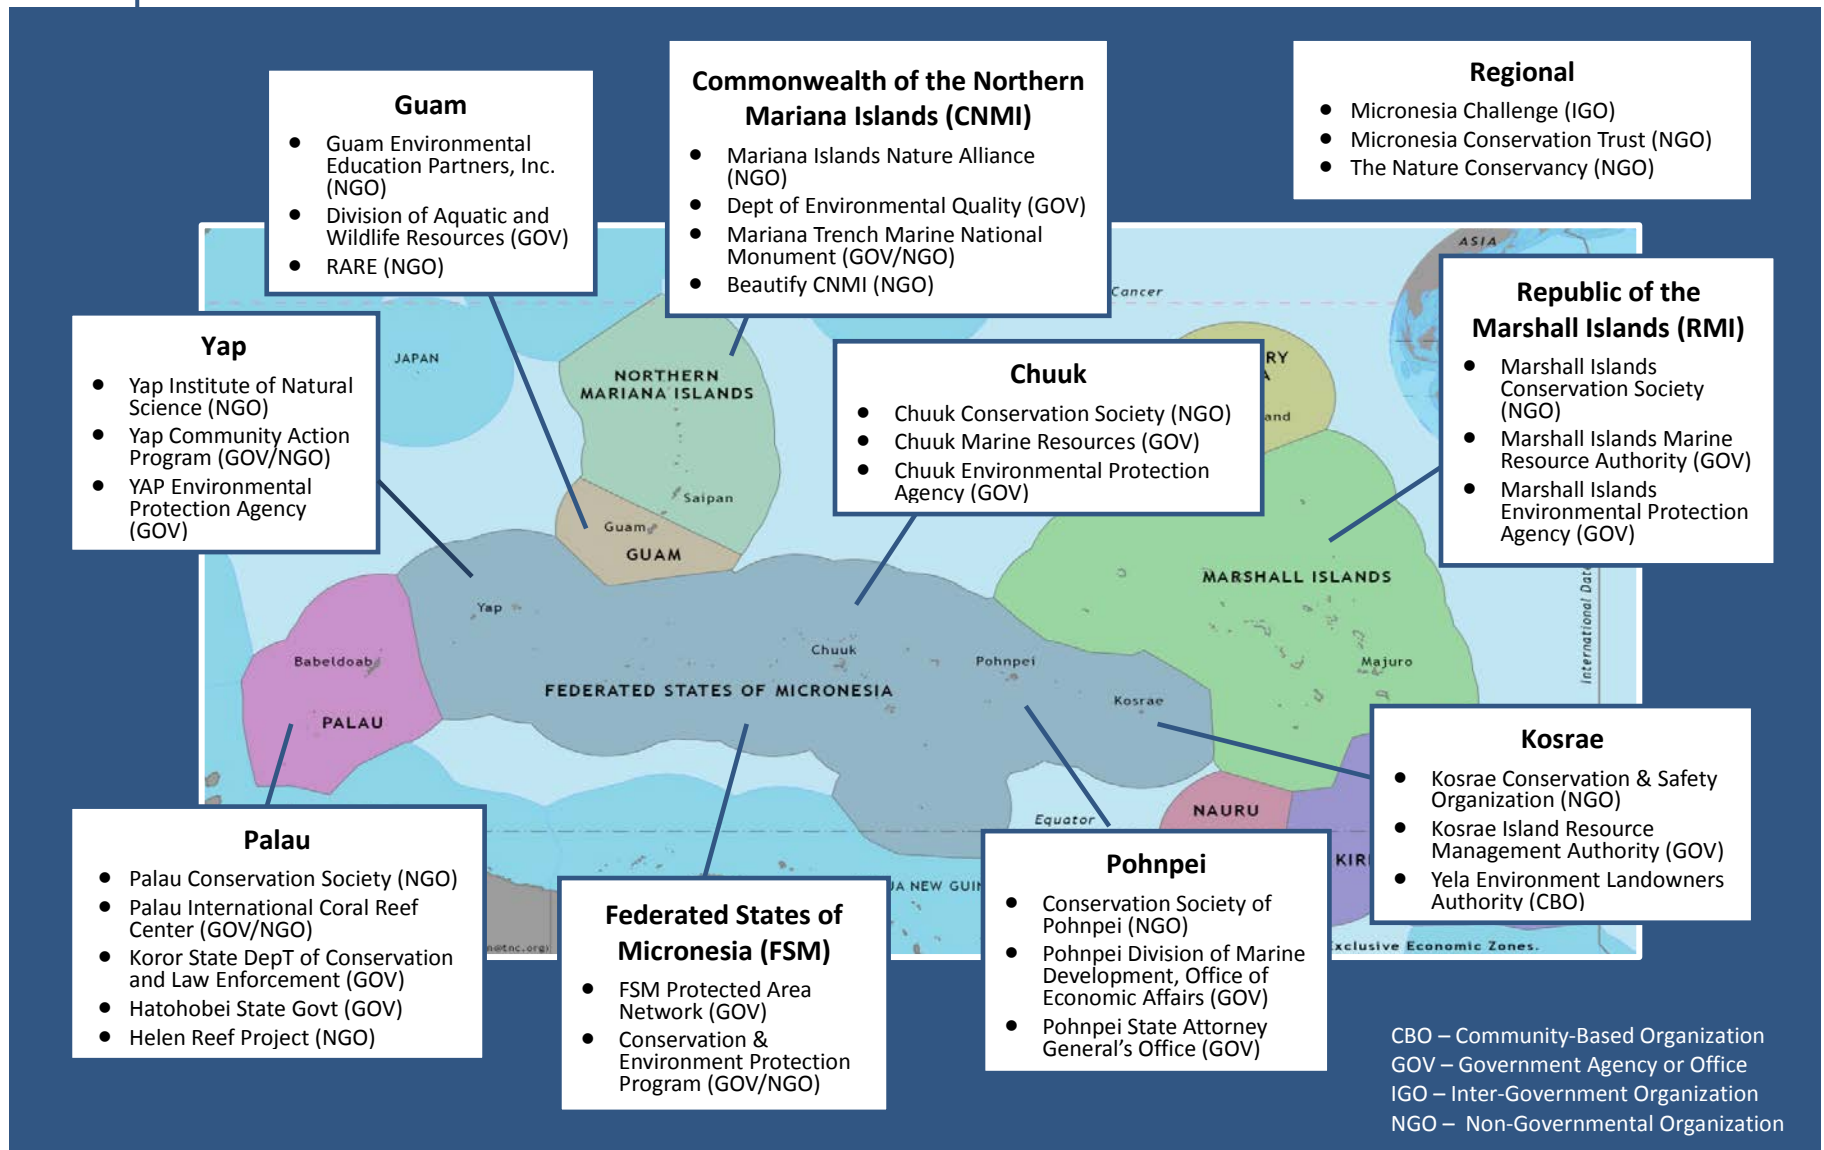 Guam
● Guam Environmental
Education Partners, Inc.
(NGO)
● Division of Aquatic and
Wildlife Resources (GOV)
● RARE (NGO)
Commonwealth of the Northern
Mariana Islands (CNMI)
● Mariana Islands Nature Alliance
(NGO)
● Dept of Environmental Quality (GOV)
● Mariana Trench Marine National
Monument (GOV/NGO)
● Beautify CNMI (NGO)
Regional
● Micronesia Challenge (IGO)
● Micronesia Conservation Trust (NGO)
● The Nature Conservancy (NGO)
Yap
● Yap Institute of Natural
Science (NGO)
● Yap Community Action
Program (GOV/NGO)
● YAP Environmental
Protection Agency
(GOV)
Chuuk
● Chuuk Conservation Society (NGO)
● Chuuk Marine Resources (GOV)
● Chuuk Environmental Protection
Agency (GOV)
Republic of the
Marshall Islands (RMI)
● Marshall Islands
Conservation Society
(NGO)
● Marshall Islands Marine
Resource Authority (GOV)
● Marshall Islands
Environmental Protection
Agency (GOV)
ASIA
Cancer
JAPAN
NORTHERN
MARIANA ISLANDS
Saipan
Guam
GUAM
RY
A
and
MARSHALL ISLANDS
Majuro
International Date
Yap
Chuuk
Pohnpei
Kosrae
FEDERATED STATES OF MICRONESIA
Babeldoab
PALAU
NAURU
KIRI
Equator
UA NEW GUIN
n@tnc.org)
Exclusive Economic Zones.
Palau
● Palau Conservation Society (NGO)
● Palau International Coral Reef
Center (GOV/NGO)
● Koror State DepT of Conservation
and Law Enforcement (GOV)
● Hatohobei State Govt (GOV)
● Helen Reef Project (NGO)
Federated States of
Micronesia (FSM)
● FSM Protected Area
Network (GOV)
● Conservation &
Environment Protection
Program (GOV/NGO)
Pohnpei
● Conservation Society of
Pohnpei (NGO)
● Pohnpei Division of Marine
Development, Office of
Economic Affairs (GOV)
● Pohnpei State Attorney
General's Office (GOV)
Kosrae
● Kosrae Conservation & Safety
Organization (NGO)
● Kosrae Island Resource
Management Authority (GOV)
● Yela Environment Landowners
Authority (CBO)
CBO – Community-Based Organization
GOV – Government Agency or Office
IGO – Inter-Government Organization
NGO – Non-Governmental Organization